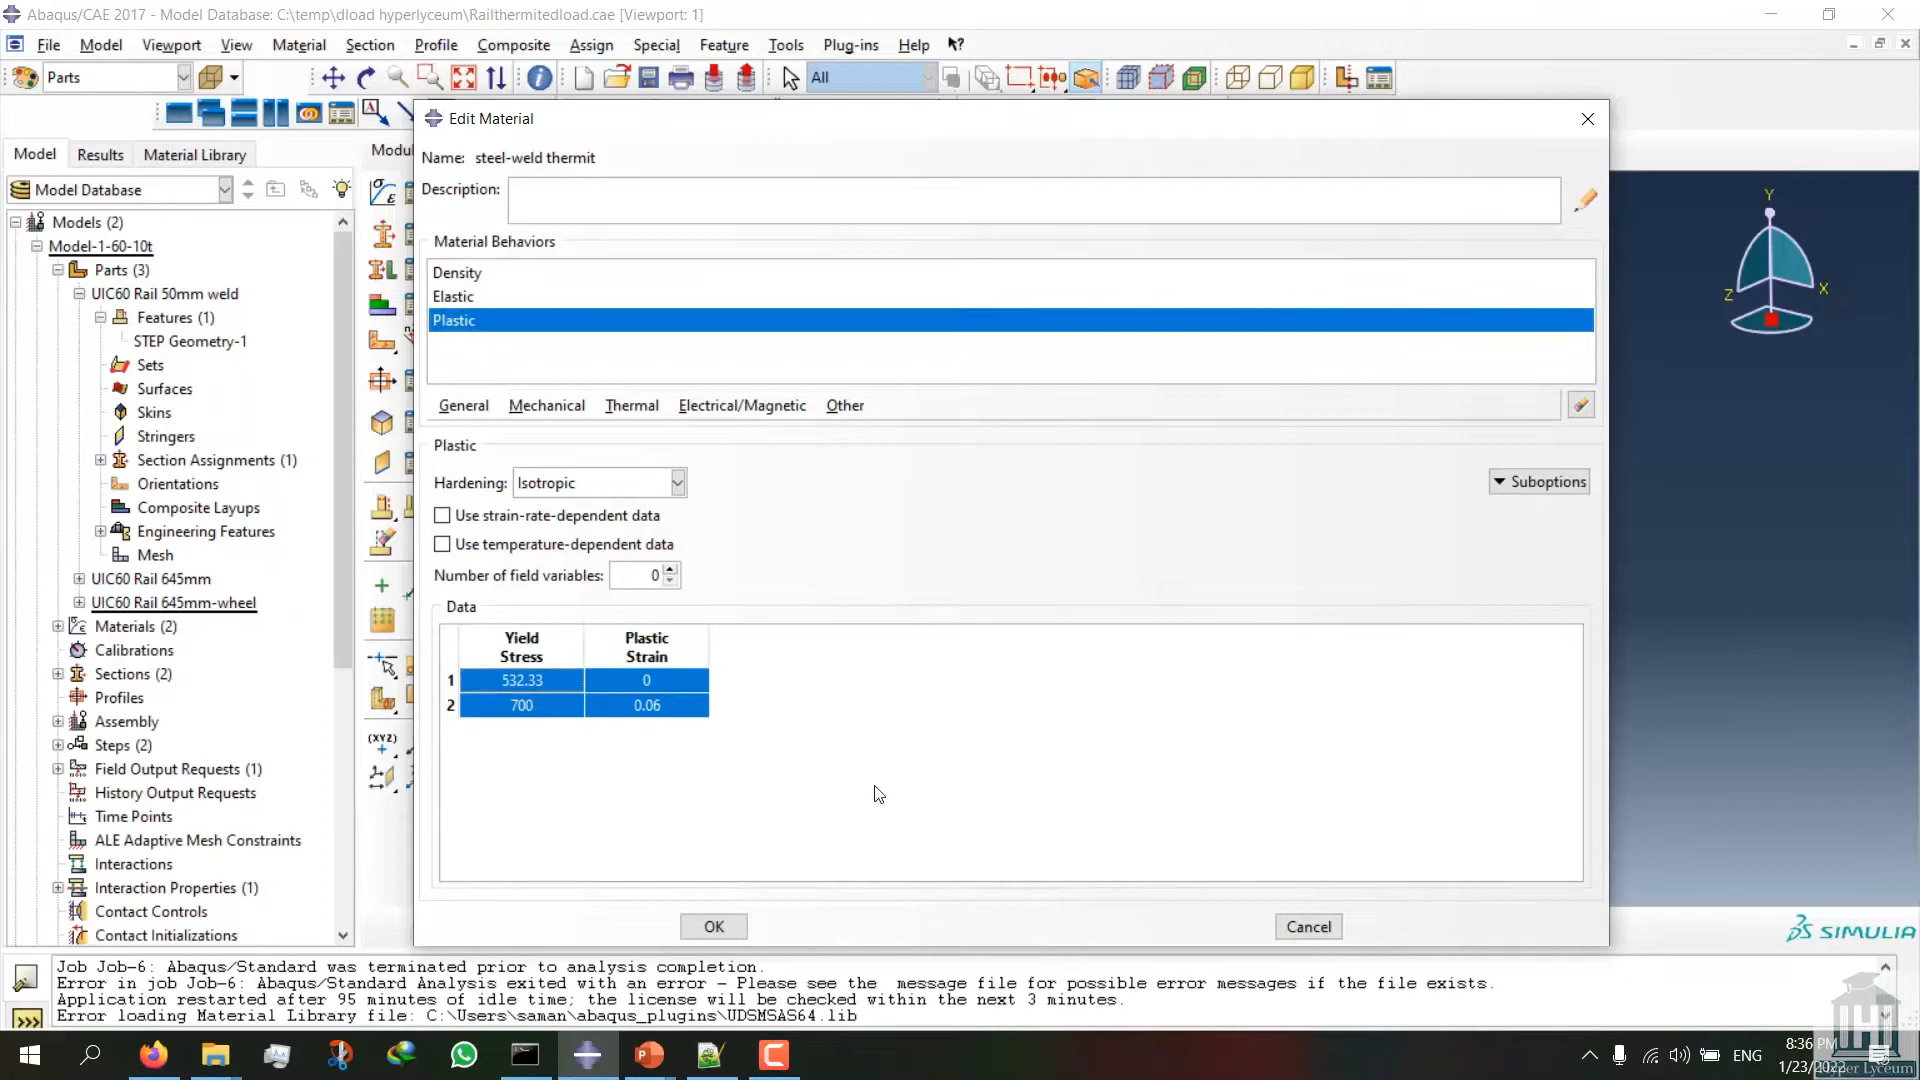 Abaqus/CAE 2017 - Model Database: C:\temp\dload hyperlyceum\Railthermitedload.cae [Viewport: 1]
File Model Viewport View Material Section Profile Composite Assign Special Feature Tools Plug-ins Help
Parts
All
Model Results Material Library
Modul
Model Database
Models (2)
Model-1-60-10t
Parts (3)
UIC60 Rail 50mm weld
Features (1)
STEP Geometry-1
Sets
Surfaces
Skins
Stringers
Section Assignments (1)
Orientations
Composite Layups
Engineering Features
Mesh
UIC60 Rail 645mm
UIC60 Rail 645mm-wheel
Materials (2)
Calibrations
Sections (2)
Profiles
Assembly
Steps (2)
Field Output Requests (1)
History Output Requests
Time Points
ALE Adaptive Mesh Constraints
Interactions
Interaction Properties (1)
Contact Controls
Contact Initializations
(XYZ)
Edit Material
Name: steel-weld thermit
Description:
Material Behaviors
Density
Elastic
Plastic
General Mechanical Thermal Electrical/Magnetic Other
Plastic
Hardening: Isotropic
Suboptions
Use strain-rate-dependent data
Use temperature-dependent data
Number of field variables: 0
Data
Yield Stress Plastic Strain
1 532.33 0
2 700 0.06
OK Cancel
Y
Z X
SIMULIA
Job Job-6: Abaqus/Standard was terminated prior to analysis completion.
Error in job Job-6: Abaqus/Standard Analysis exited with an error - Please see the message file for possible error messages if the file exists.
Application restarted after 95 minutes of idle time; the license will be checked within the next 3 minutes.
Error loading Material Library file: C:\Users\saman\abaqus_plugins\UDSMSAS64.lib
ENG
8:36 PM
Hyper Lyceum